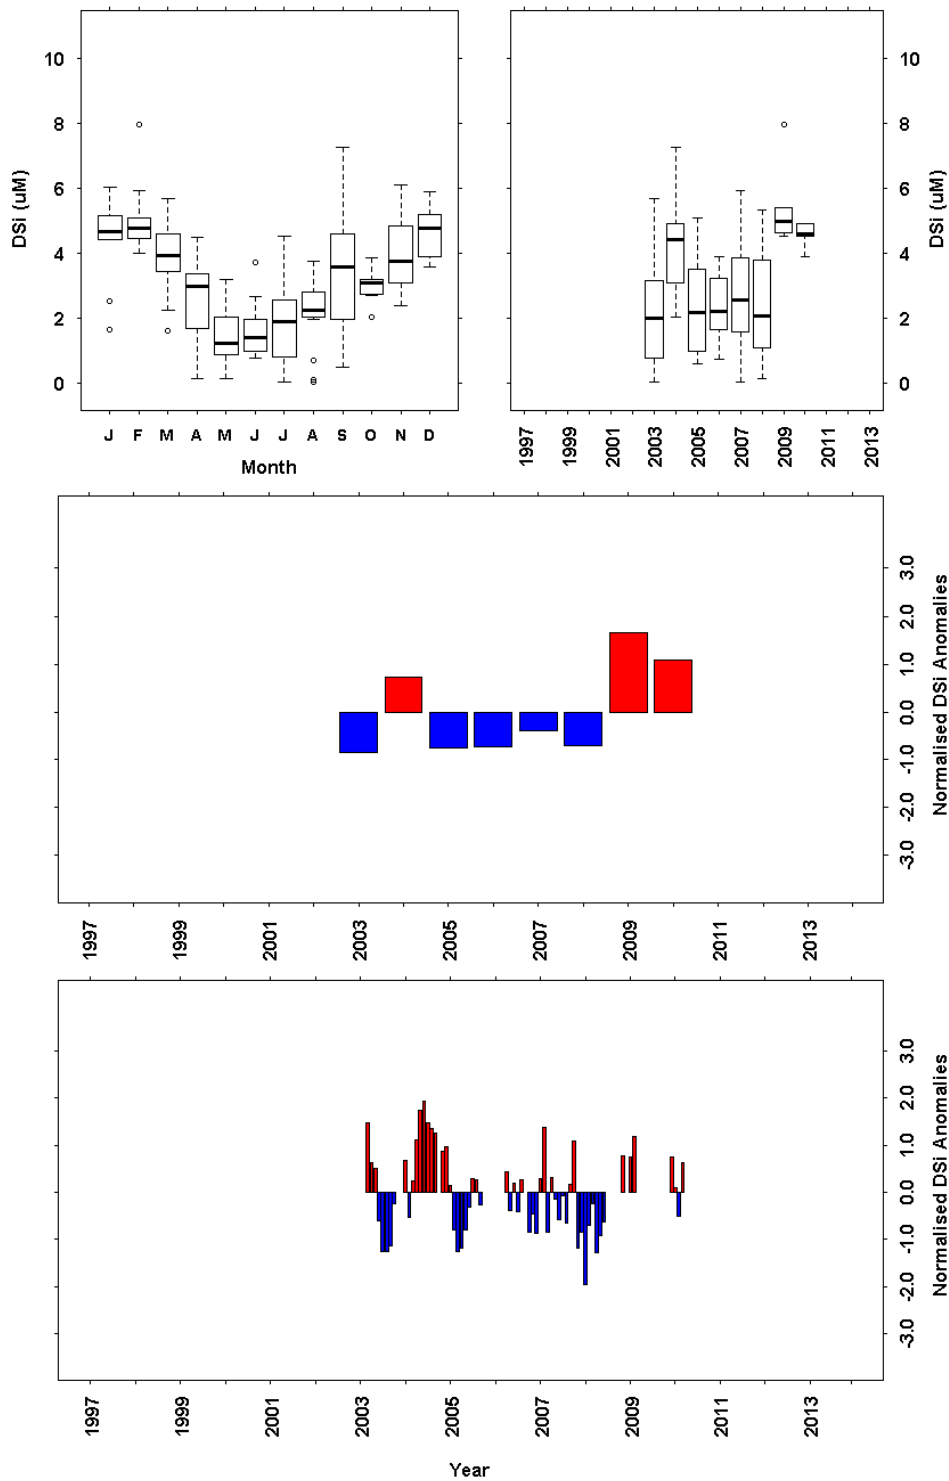 10
8
6
4
2
0
DSi (uM)
J F M A M J J A S O N D
Month
10
8
6
4
2
0
DSi (uM)
1997 1999 2001 2003 2005 2007 2009 2011 2013
3.0
2.0
1.0
0.0
-1.0
-2.0
-3.0
Normalised DSi Anomalies
1997 1999 2001 2003 2005 2007 2009 2011 2013
3.0
2.0
1.0
0.0
-1.0
-2.0
-3.0
Normalised DSi Anomalies
1997 1999 2001 2003 2005 2007 2009 2011 2013
Year